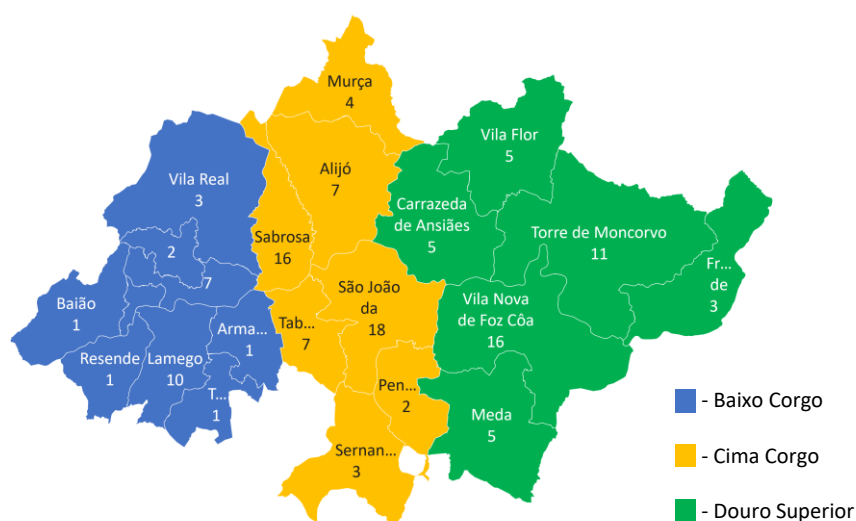 Murça
4
Vila Flor
5
Alijó
7
Vila Real
3
Carrazeda
de Ansiães
5
Torre de Moncorvo
11
Sabrosa
16
2
7
Fr...
de
3
São João
da
18
Vila Nova
de Foz Côa
16
Baião
1
Arma...
1
Tab...
7
Resende
1
Lamego
10
T...
1
Pen...
2
Meda
5
Sernan...
3
- Baixo Corgo
- Cima Corgo
- Douro Superior